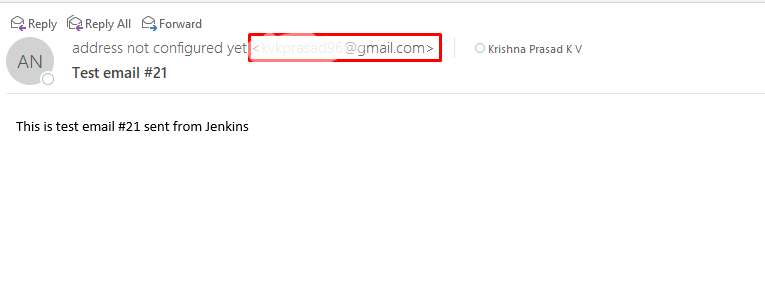 Reply Reply All Forward
AN
address not configured yet <@gmail.com>
Krishna Prasad K V
Test email #21
This is test email #21 sent from Jenkins